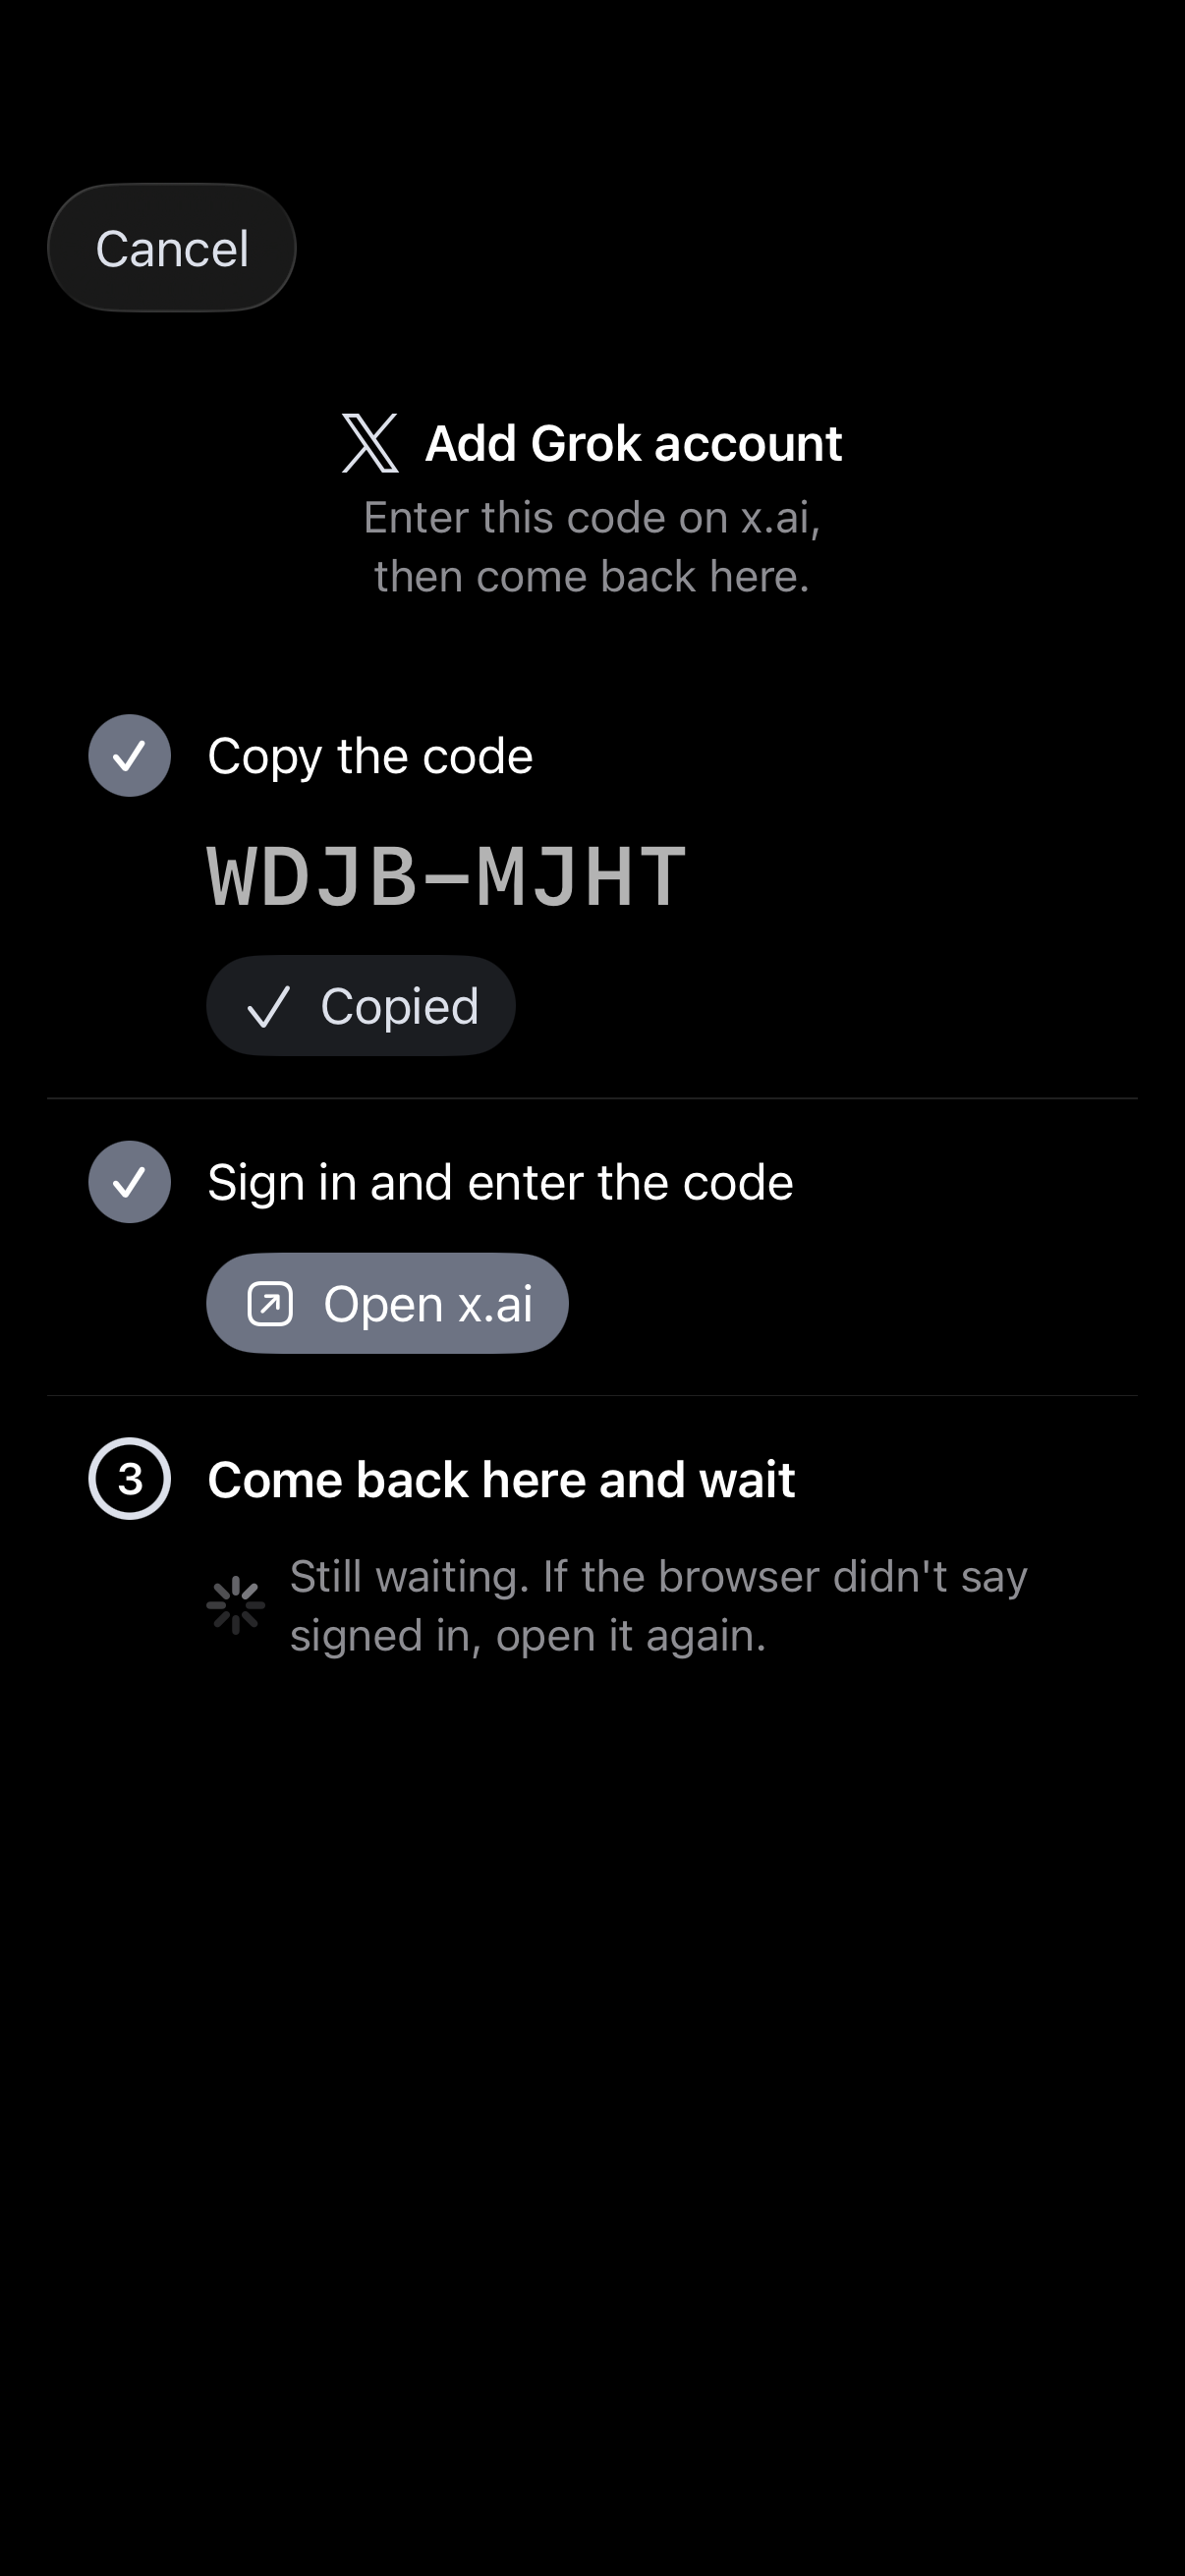 Cancel
Add Grok account
Enter this code on x.ai,
then come back here.
Copy the code
WDJB-MJHT
Copied
Sign in and enter the code
Open x.ai
3
Come back here and wait
Still waiting. If the browser didn't say
signed in, open it again.